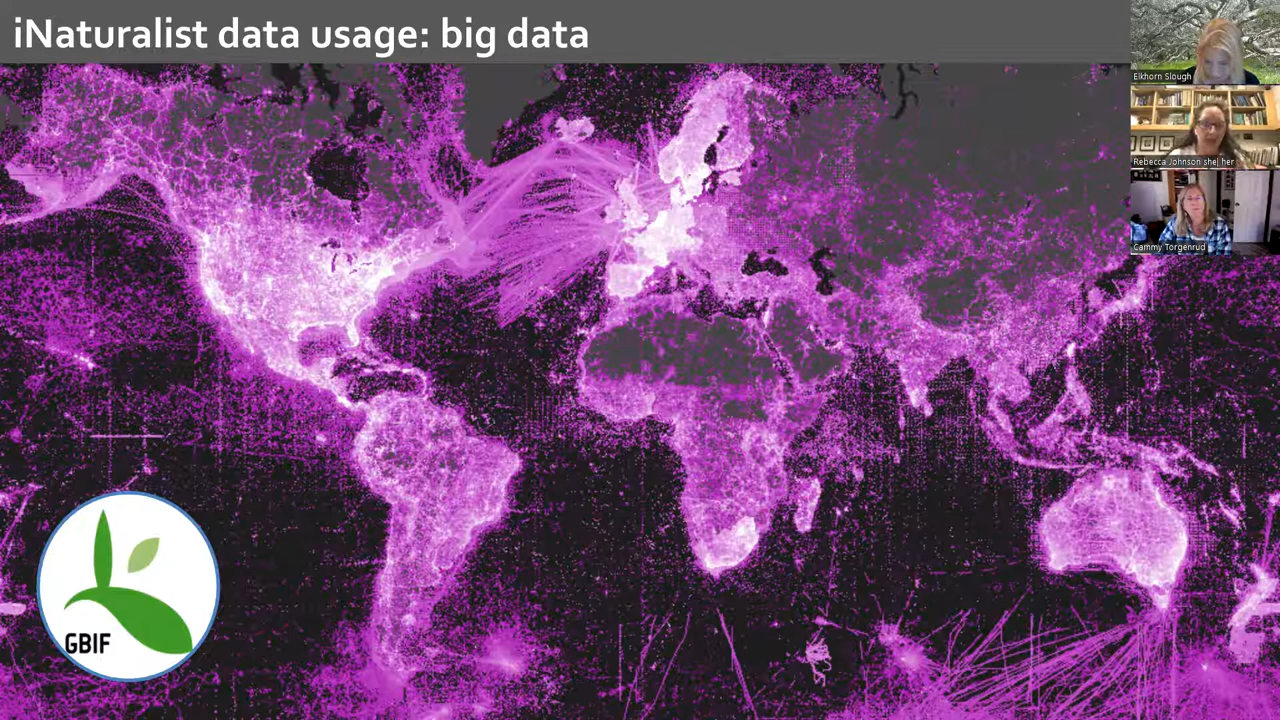 iNaturalist data usage: big data
Elkhorn Slough
Rebecca Johnson she| her
Cammy Torgenrud
GBIF